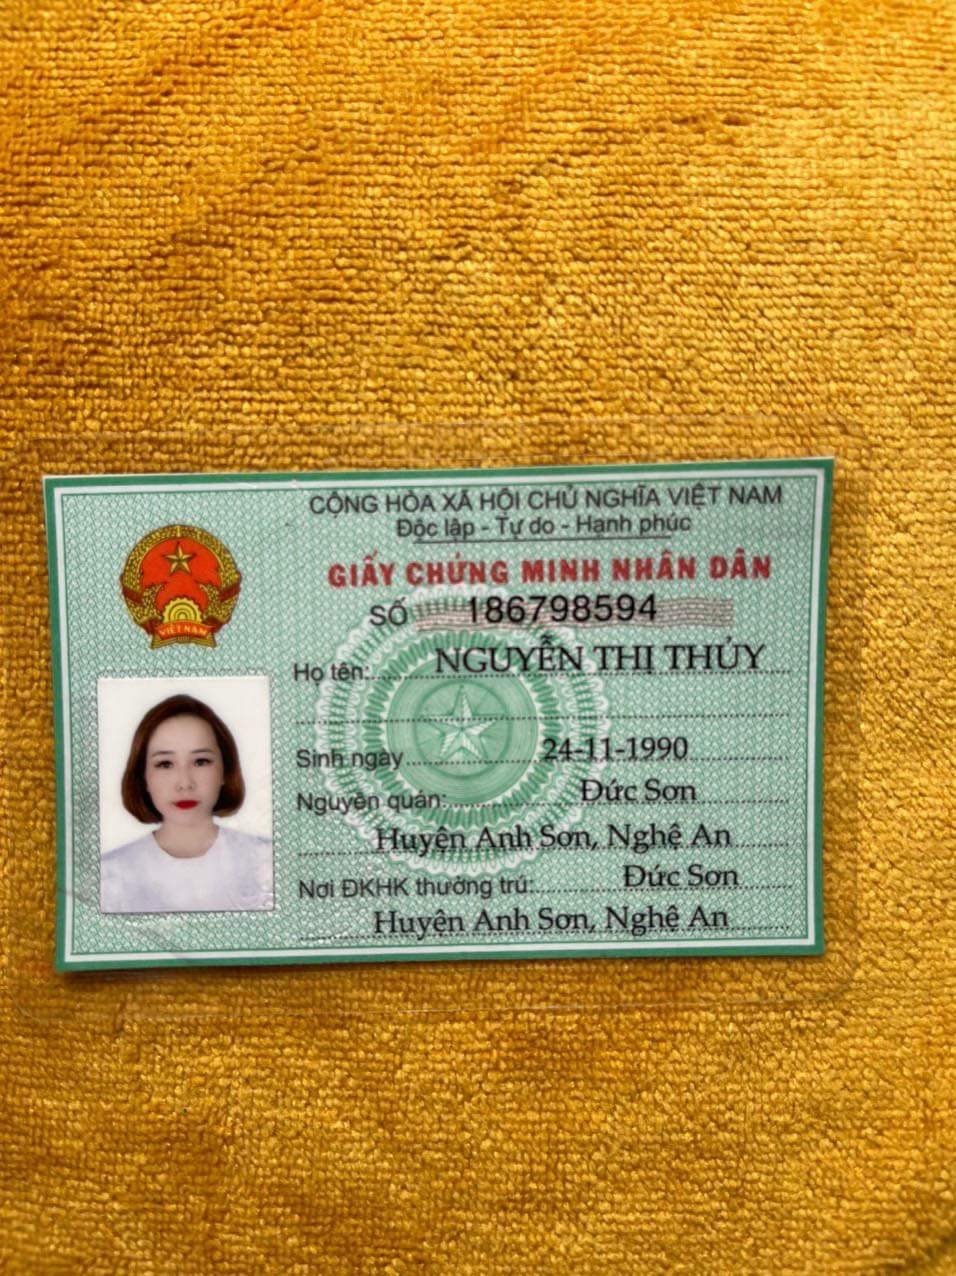 CỘNG HÒA XÃ HỘI CHỦ NGHĨA VIỆT NAM
Độc lập - Tự do - Hạnh phúc
GIẤY CHỨNG MINH NHÂN DÂN
SỐ 186798594
Họ tên: NGUYỄN THỊ THỦY
Sinh ngày 24-11-1990
Nguyên quán: Đức Sơn
Huyện Anh Sơn, Nghệ An
Nơi ĐKHK thường trú: Đức Sơn
Huyện Anh Sơn, Nghệ An
VIỆT NAM